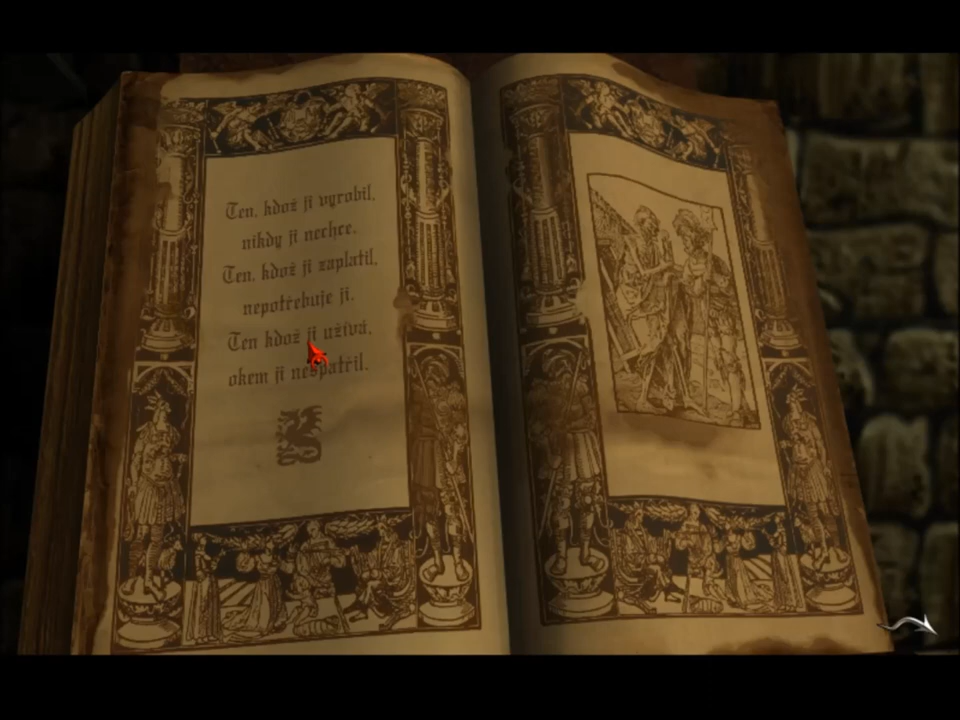 Ten, kdož ji vyrobil,
nikdy ji nechce.
Ten, kdož ji zaplatil,
nepotřebuje ji.
Ten kdož ji užívá,
okem ji nespatřil.